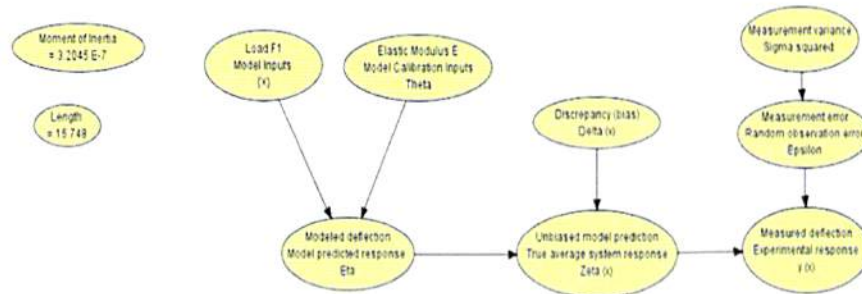 Moment of Inertia
= 3.2045 E-7
Length
= 15.748
Load F1
Model Inputs
(x)
Elastic Modulus E
Model Calibration Inputs
Theta
Discrepancy (bias)
Delta (x)
Measurement variance
Sigma squared
Measurement error
Random observation error
Epsilon
Modeled deflection
Model predicted response
Eta
Unbiased model prediction
True average system response
Zeta (x)
Measured deflection
Experimental response
y (x)